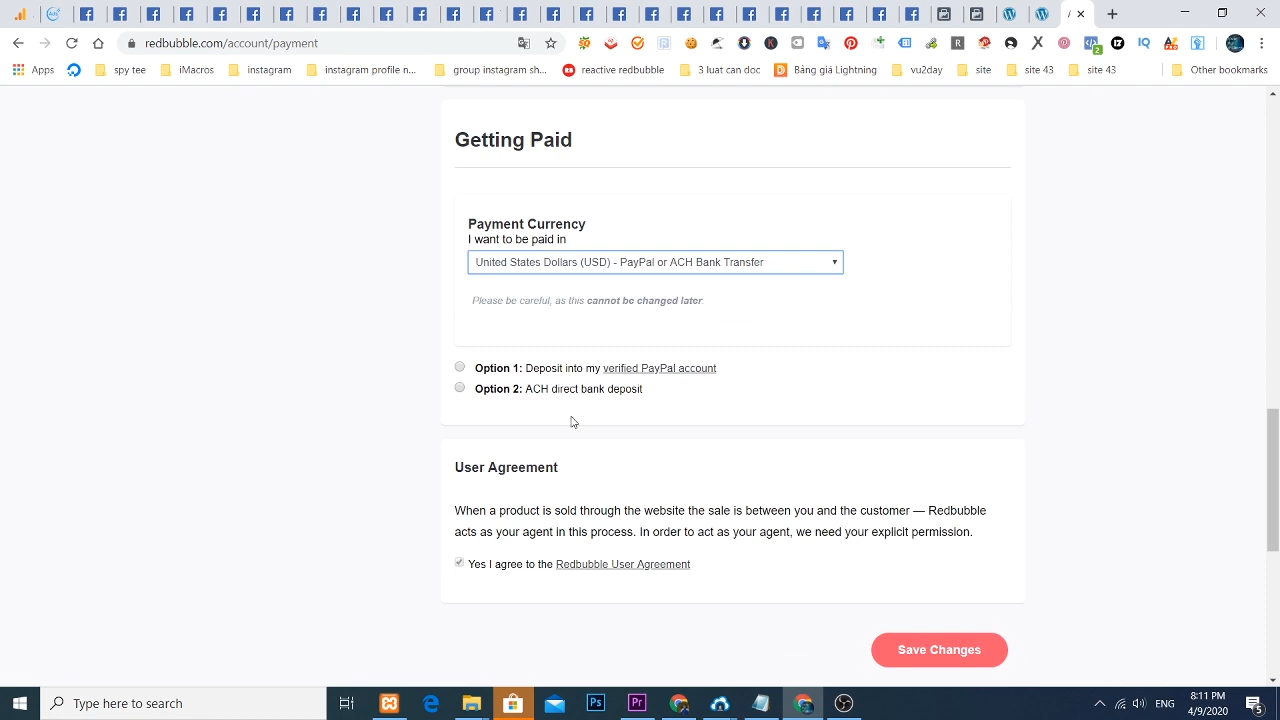 redbubble.com/account/payment
Apps
spy tee
iMacros
instagram
instagram profile n...
group instagram sh...
reactive redbubble
3 luat can doc
Bảng giá Lightning
vu2day
site
site 43
site 43
Other bookmarks
Getting Paid
Payment Currency
I want to be paid in
United States Dollars (USD) - PayPal or ACH Bank Transfer
Please be careful, as this cannot be changed later.
Option 1: Deposit into my verified PayPal account
Option 2: ACH direct bank deposit
User Agreement
When a product is sold through the website the sale is between you and the customer — Redbubble
acts as your agent in this process. In order to act as your agent, we need your explicit permission.
Yes I agree to the Redbubble User Agreement
Save Changes
Type here to search
ENG
8:11 PM
4/9/2020
5